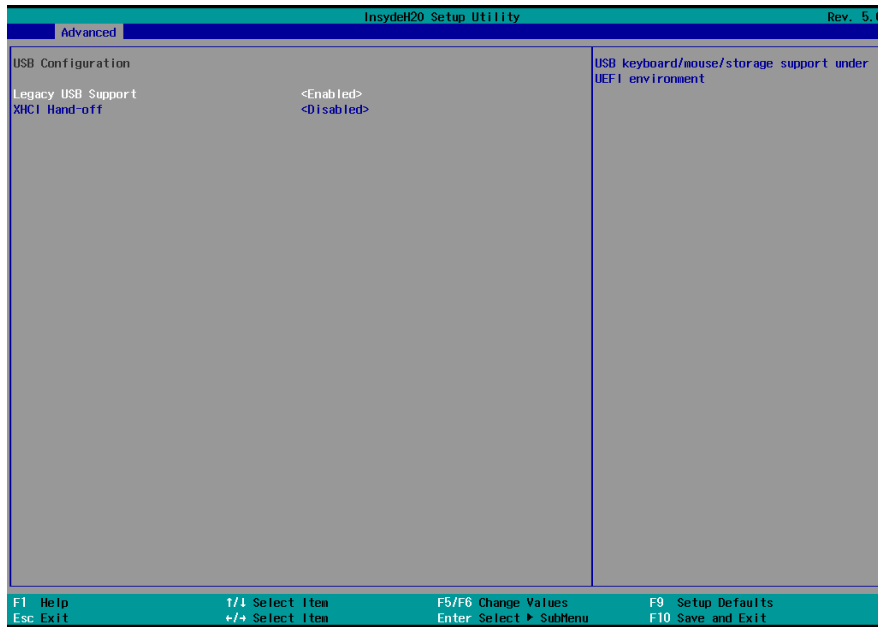 InsydeH20 Setup Utility Rev. 5.
Advanced
USB Configuration
Legacy USB Support <Enabled>
XHCI Hand-off <Disabled>
USB keyboard/mouse/storage support under
UEFI environment
F1 Help ↑/↓ Select Item F5/F6 Change Values F9 Setup Defaults
Esc Exit ←/→ Select Item Enter Select ▶ SubMenu F10 Save and Exit